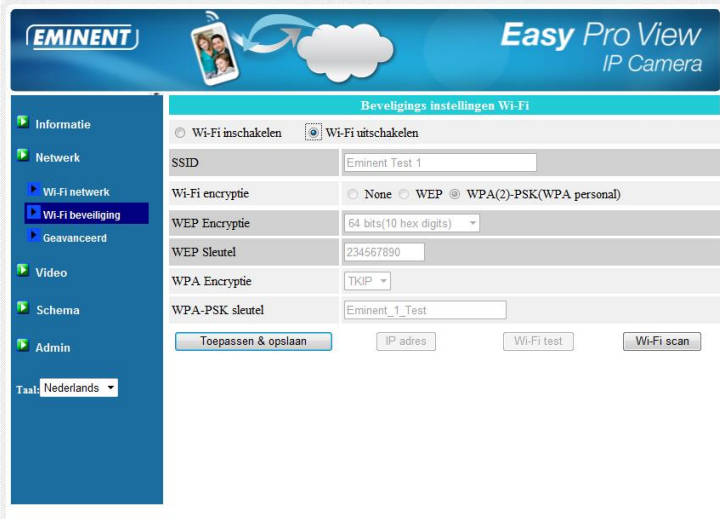 EMINENT
Easy Pro View
IP Camera
Informatie
Netwerk
Wi-Fi netwerk
Wi-Fi beveiliging
Geavanceerd
Video
Schema
Admin
Taal: Nederlands
Beveligings instellingen Wi-Fi
Wi-Fi inschakelen Wi-Fi uitschakelen
SSID Eminent Test 1
Wi-Fi encryptie None WEP WPA(2)-PSK(WPA personal)
WEP Encryptie 64 bits(10 hex digits)
WEP Sleutel 234567890
WPA Encryptie TKIP
WPA-PSK sleutel Eminent_1_Test
Toepassen & opslaan IP adres Wi-Fi test Wi-Fi scan